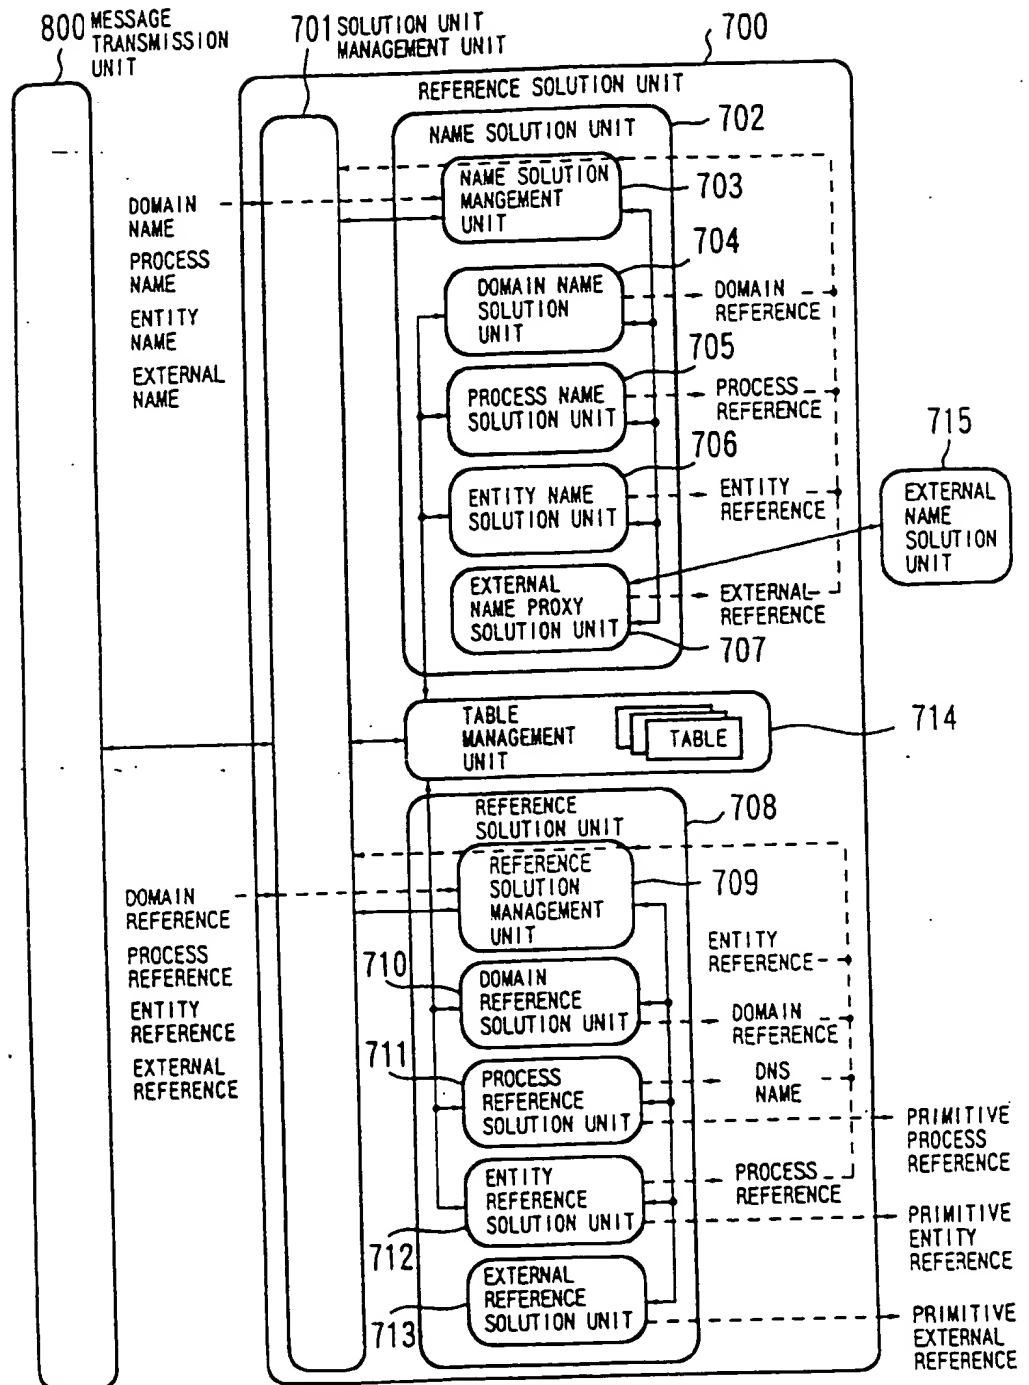 800 MESSAGE
TRANSMISSION
UNIT
701 SOLUTION UNIT
MANAGEMENT UNIT
700
REFERENCE SOLUTION UNIT
NAME SOLUTION UNIT
702
NAME SOLUTION
MANGEMENT
UNIT
703
DOMAIN
NAME
PROCESS
NAME
ENTITY
NAME
EXTERNAL
NAME
704
DOMAIN NAME
SOLUTION
UNIT
DOMAIN
REFERENCE
705
PROCESS NAME
SOLUTION UNIT
PROCESS
REFERENCE
706
ENTITY NAME
SOLUTION UNIT
ENTITY
REFERENCE
715
EXTERNAL
NAME
SOLUTION
UNIT
EXTERNAL
NAME PROXY
SOLUTION UNIT
EXTERNAL
REFERENCE
707
TABLE
MANAGEMENT
UNIT
TABLE
714
REFERENCE
SOLUTION UNIT
708
REFERENCE
SOLUTION
MANAGEMENT
UNIT
709
DOMAIN
REFERENCE
PROCESS
REFERENCE
ENTITY
REFERENCE
EXTERNAL
REFERENCE
ENTITY
REFERENCE
710
DOMAIN
REFERENCE
SOLUTION UNIT
DOMAIN
REFERENCE
711
PROCESS
REFERENCE
SOLUTION UNIT
DNS
NAME
PRIMITIVE
PROCESS
REFERENCE
ENTITY
REFERENCE
SOLUTION UNIT
PROCESS
REFERENCE
712
PRIMITIVE
ENTITY
REFERENCE
EXTERNAL
REFERENCE
SOLUTION UNIT
713
PRIMITIVE
EXTERNAL
REFERENCE